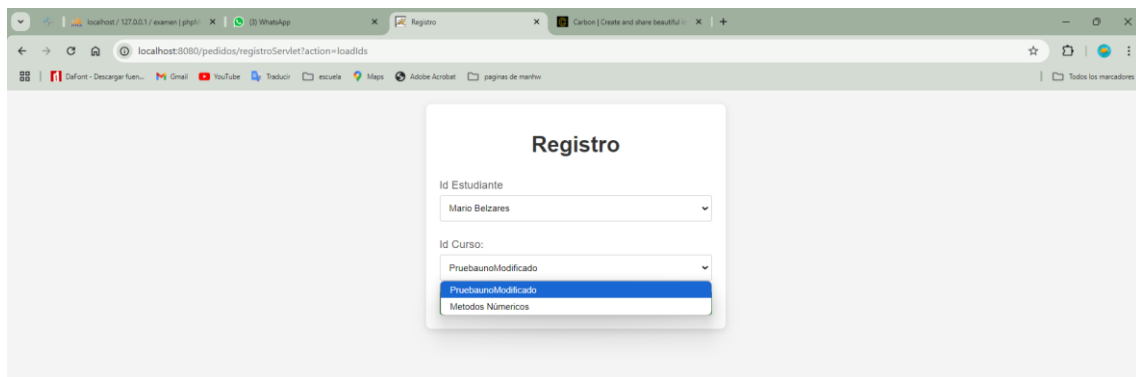 localhost / 127.0.0.1 / examen | phpM
(3) WhatsApp
Registro
Carbon | Create and share beautiful i
localhost:8080/pedidos/registroServlet?action=loadIds
DaFont - Descargar fuen...
Gmail
YouTube
Traducir
escuela
Maps
Adobe Acrobat
paginas de manhw
Todos los marcadores
Registro
Id Estudiante
Mario Belzares
Id Curso:
PruebaunoModificado
PruebaunoModificado
Metodos Númericos